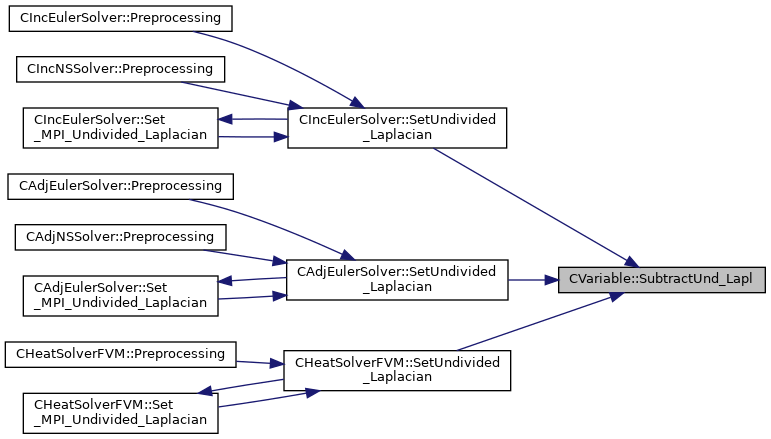 CIncEulerSolver::Preprocessing
CIncNSSolver::Preprocessing
CIncEulerSolver::Set
_MPI_Undivided_Laplacian
CIncEulerSolver::SetUndivided
_Laplacian
CAdjEulerSolver::Preprocessing
CAdjNSSolver::Preprocessing
CAdjEulerSolver::Set
_MPI_Undivided_Laplacian
CAdjEulerSolver::SetUndivided
_Laplacian
CVariable::SubtractUnd_Lapl
CHeatSolverFVM::Preprocessing
CHeatSolverFVM::SetUndivided
_Laplacian
CHeatSolverFVM::Set
_MPI_Undivided_Laplacian